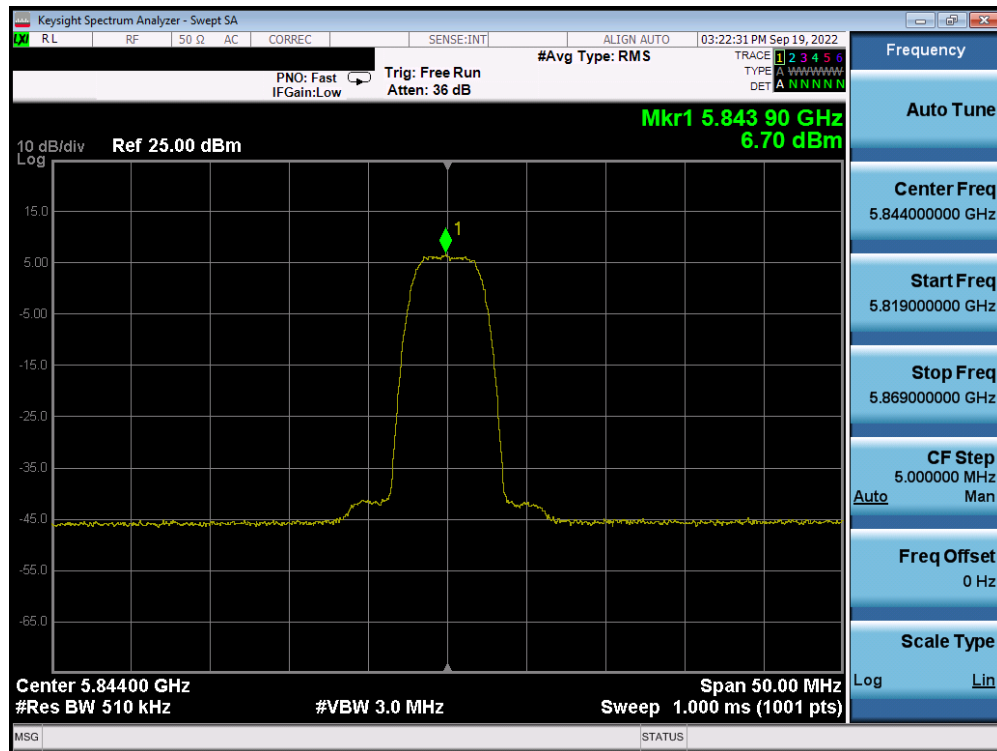 Keysight Spectrum Analyzer - Swept SA
LXI RL RF 50 Ω AC CORREC SENSE:INT ALIGN AUTO 03:22:31 PM Sep 19, 2022
PNO: Fast
IFGain:Low
Trig: Free Run
Atten: 36 dB
#Avg Type: RMS
TRACE 1 2 3 4 5 6
TYPE A WWWWW
DET A N N N N N
Mkr1 5.843 90 GHz
6.70 dBm
10 dB/div Ref 25.00 dBm
Log
1
15.0
5.00
-5.00
-15.0
-25.0
-35.0
-45.0
-55.0
-65.0
Center 5.84400 GHz Span 50.00 MHz
#Res BW 510 kHz #VBW 3.0 MHz Sweep 1.000 ms (1001 pts)
MSG STATUS
Frequency
Auto Tune
Center Freq
5.844000000 GHz
Start Freq
5.819000000 GHz
Stop Freq
5.869000000 GHz
CF Step
5.000000 MHz
Auto Man
Freq Offset
0 Hz
Scale Type
Log Lin